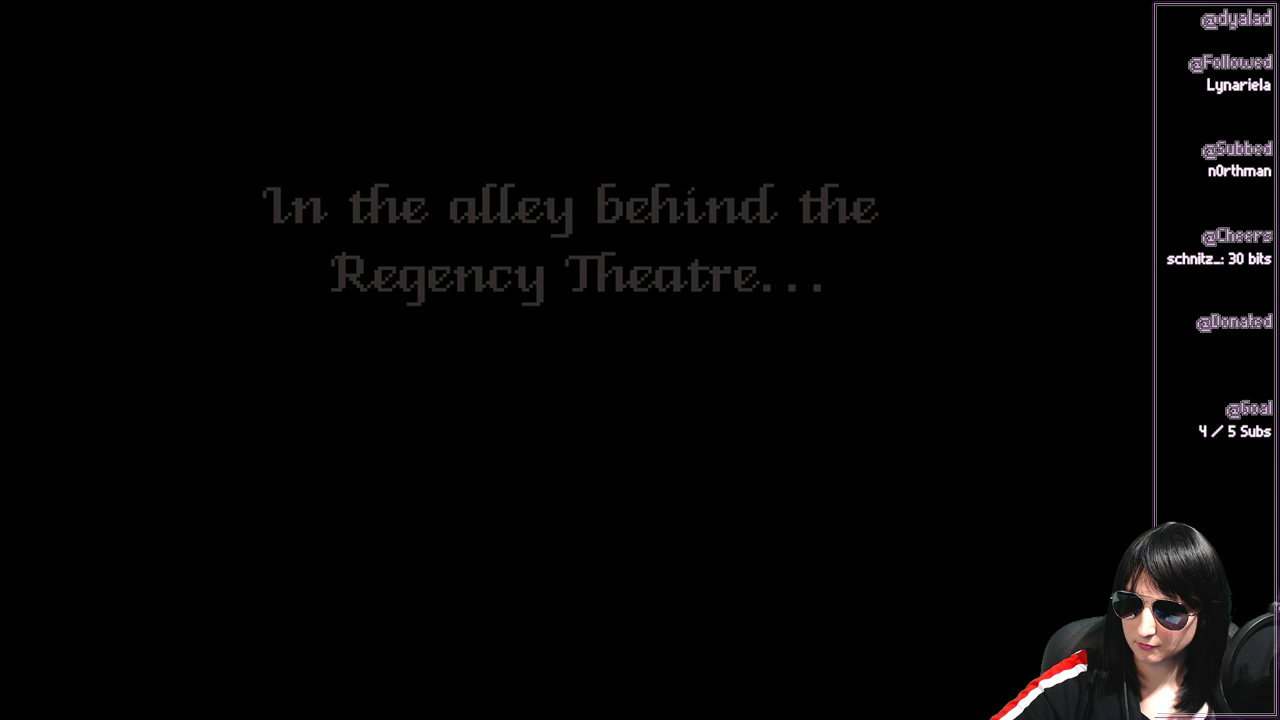 In the alley behind the
Regency Theatre...
@dyalad
@Followed
Lynariela
@Subbed
n0rthman
@Cheers
schnitz_: 30 bits
@Donated
@Goal
4 / 5 Subs